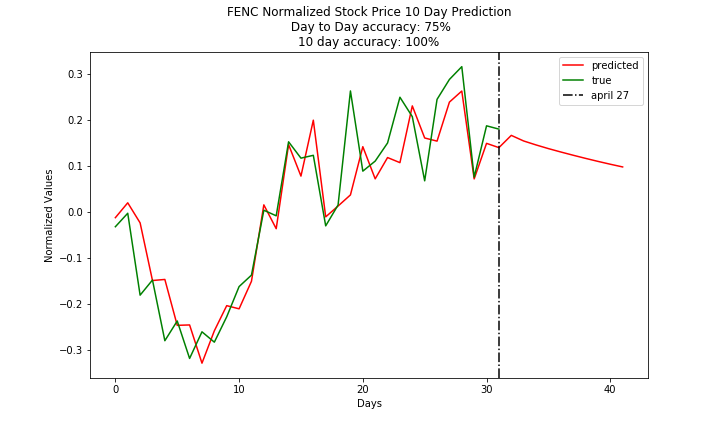 FENC Normalized Stock Price 10 Day Prediction
Day to Day accuracy: 75%
10 day accuracy: 100%
predicted
true
april 27
0.3
0.2
0.1
0.0
−0.1
−0.2
−0.3
Normalized Values
0 10 20 30 40
Days